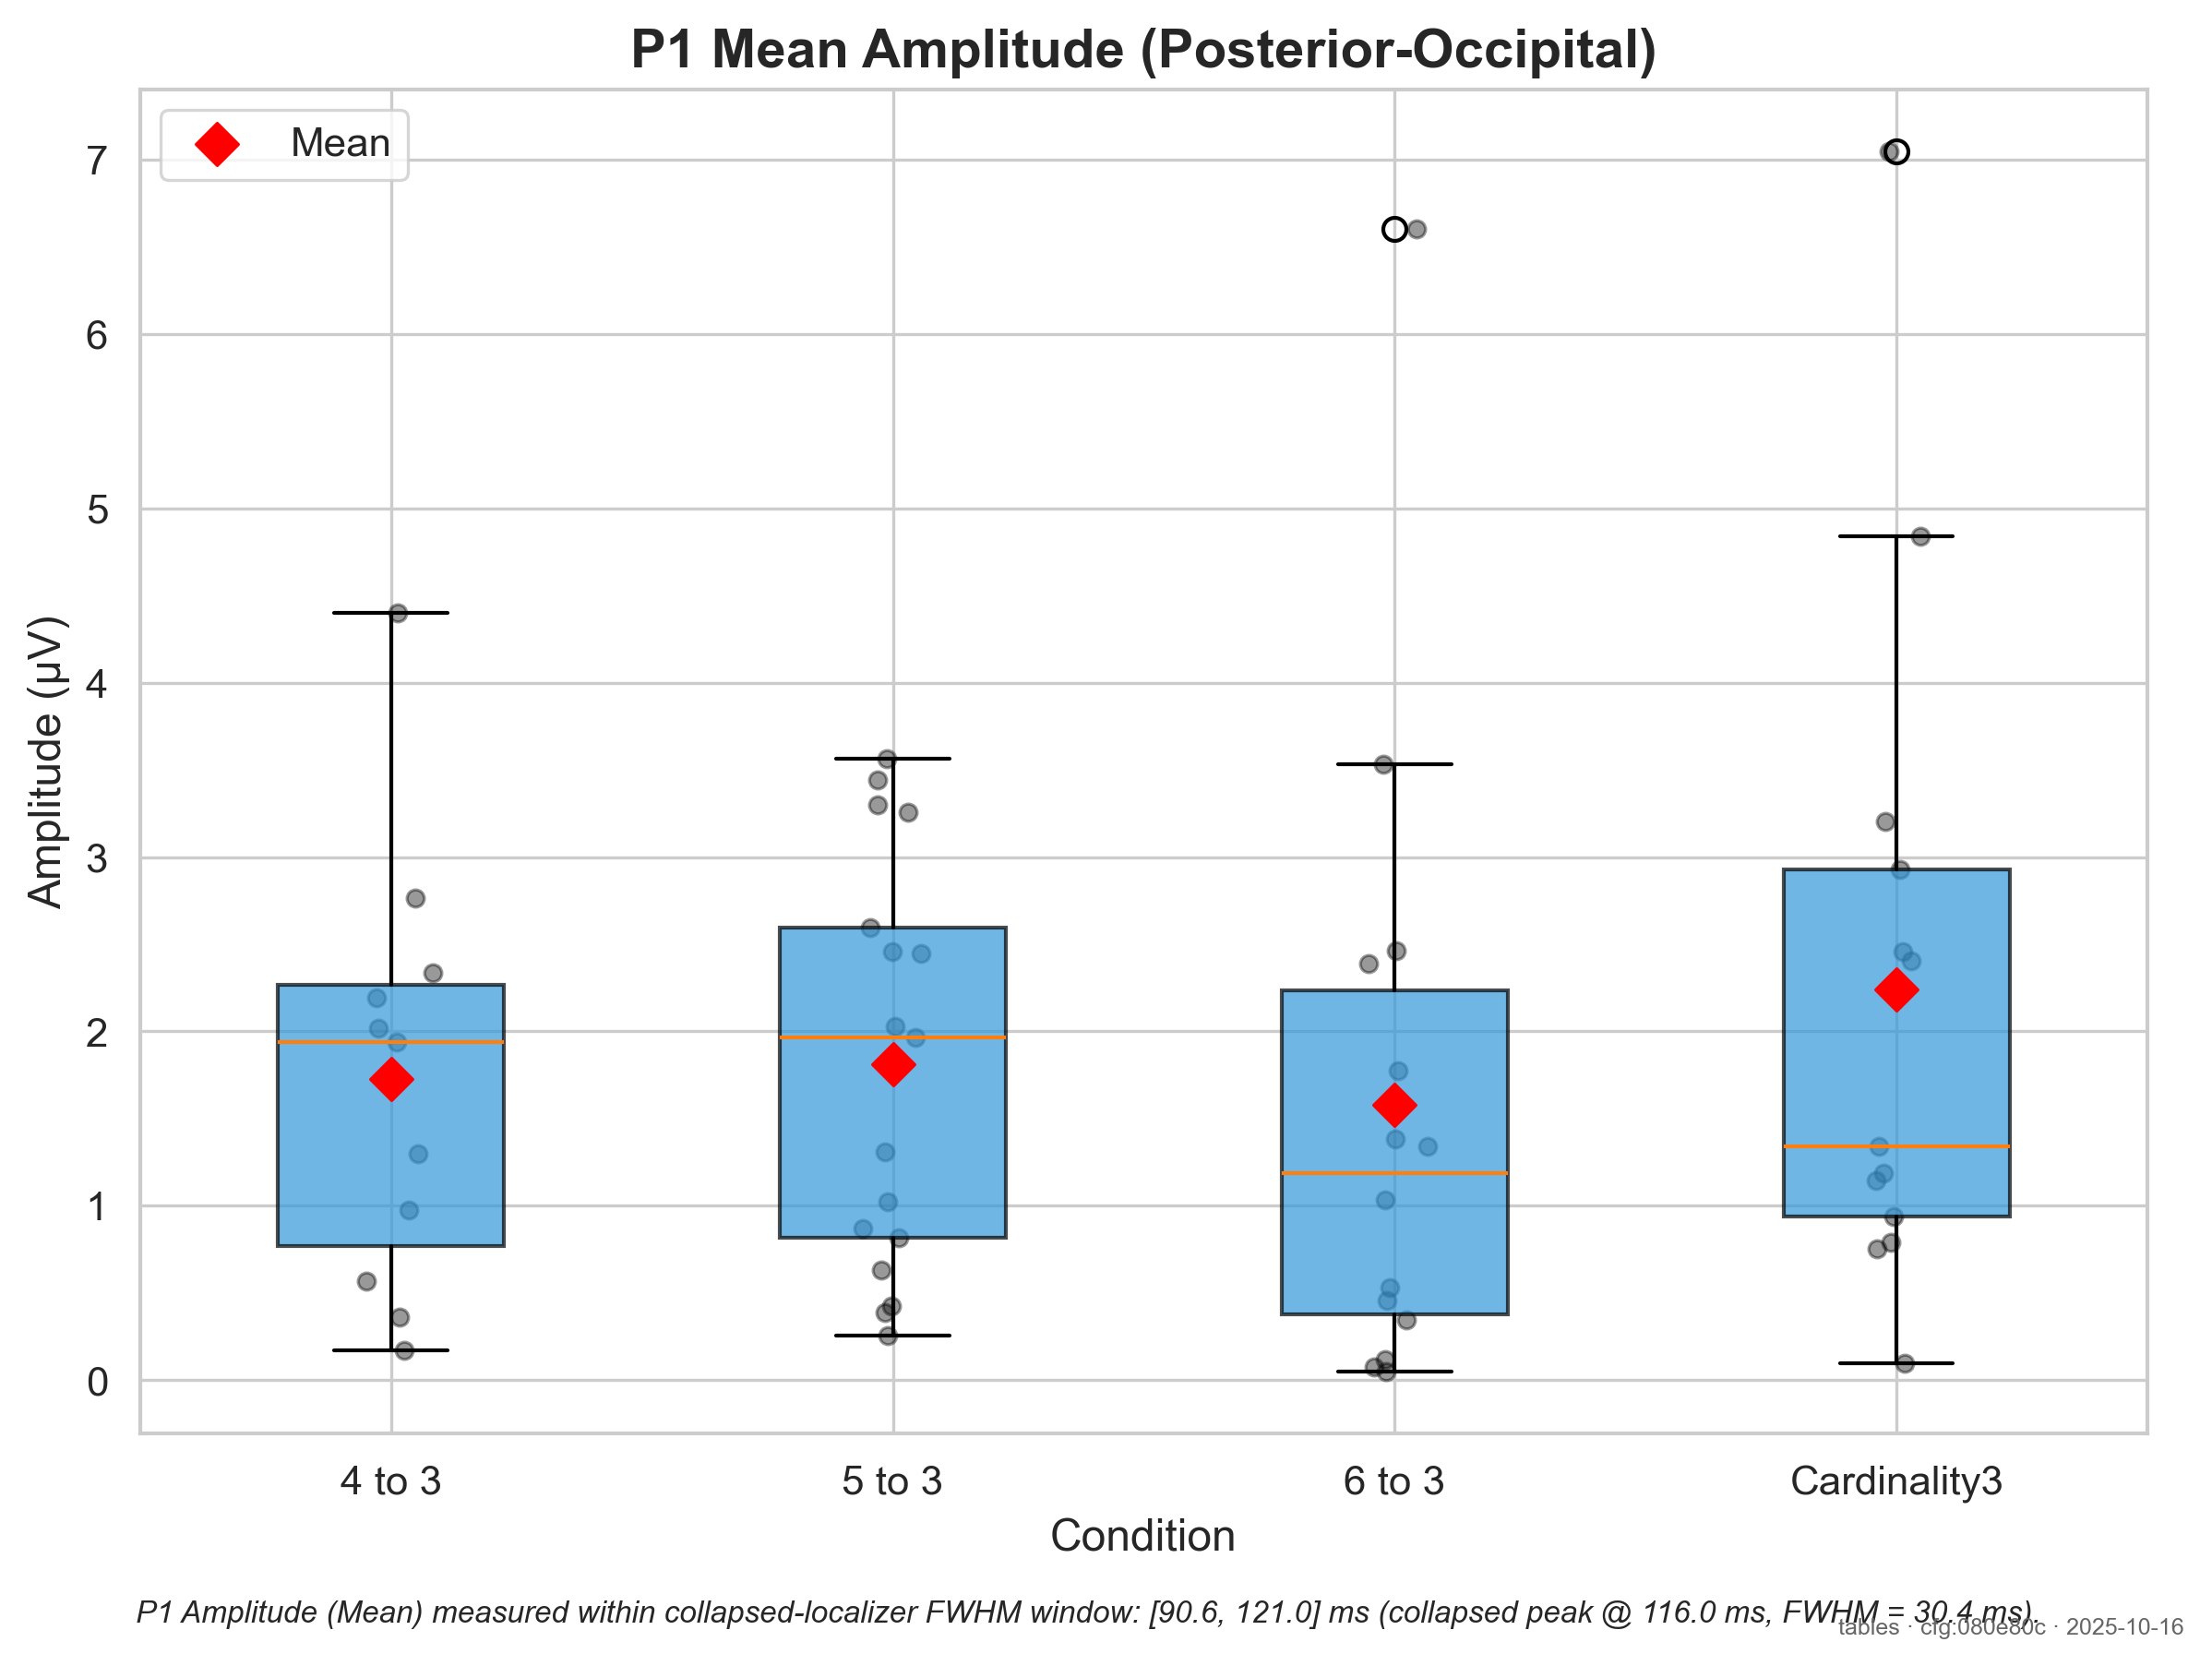 P1 Mean Amplitude (Posterior-Occipital)
Mean
7
6
5
4
3
2
1
0
Amplitude (µV)
4 to 3
5 to 3
6 to 3
Cardinality3
Condition
P1 Amplitude (Mean) measured within collapsed-localizer FWHM window: [90.6, 121.0] ms (collapsed peak @ 116.0 ms, FWHM = 30.4 ms).
tables · cfg:080e80c · 2025-10-16